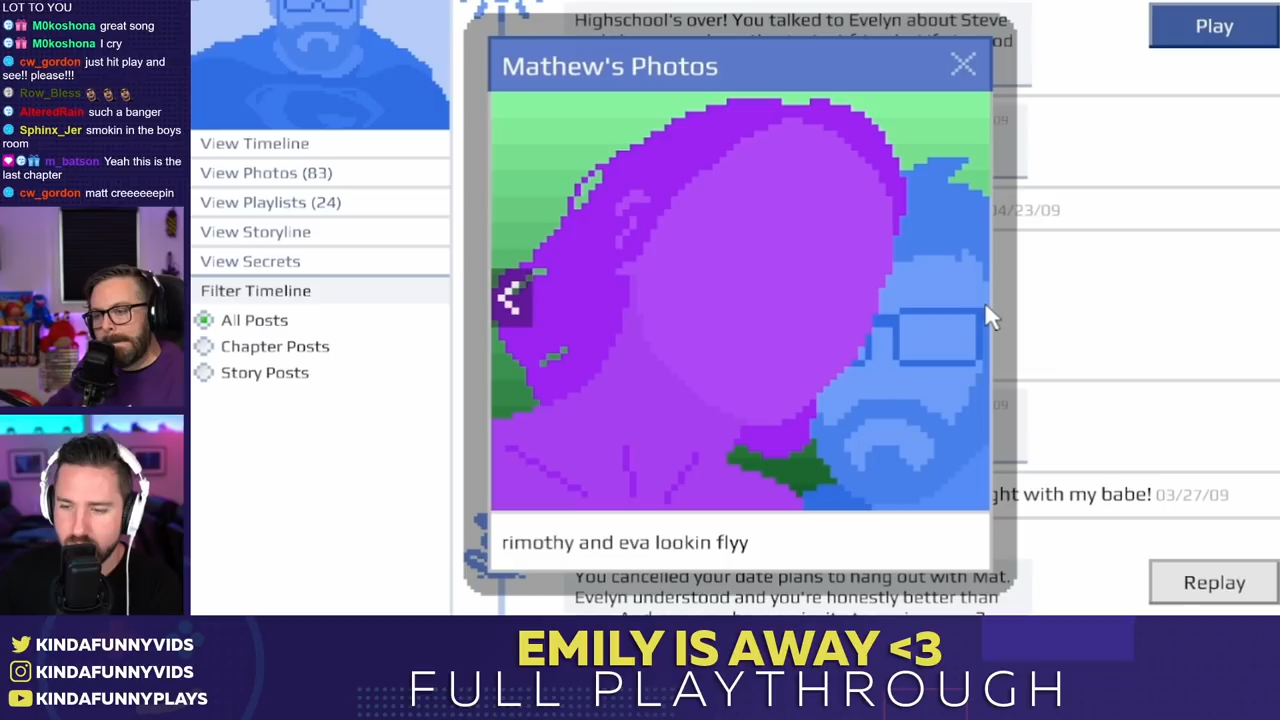 LOT TO YOU
M0koshona great song
M0koshona I cry
cw_gordon just hit play and
see!! please!!!
Row_Bless
AlteredRain such a banger
Sphinx_Jer smokin in the boys
room
m_batson Yeah this is the
last chapter
cw_gordon matt creeeeeepin
View Timeline
View Photos (83)
View Playlists (24)
View Storyline
View Secrets
Filter Timeline
All Posts
Chapter Posts
Story Posts
Highschool's over! You talked to Evelyn about Steve
Play
Mathew's Photos
09
04/23/09
09
ght with my babe! 03/27/09
rimothy and eva lookin flyy
You cancelled your date plans to hang out with Mat.
Evelyn understood and you're honestly better than
Replay
KINDAFUNNYVIDS
KINDAFUNNYVIDS
KINDAFUNNYPLAYS
EMILY IS AWAY <3
FULL PLAYTHROUGH